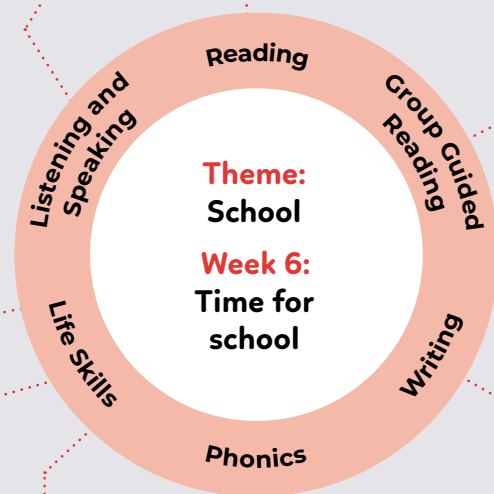 Reading
Group Guided
Reading
Writing
Phonics
Life Skills
Listening and
Speaking
Theme:
School
Week 6:
Time for
school